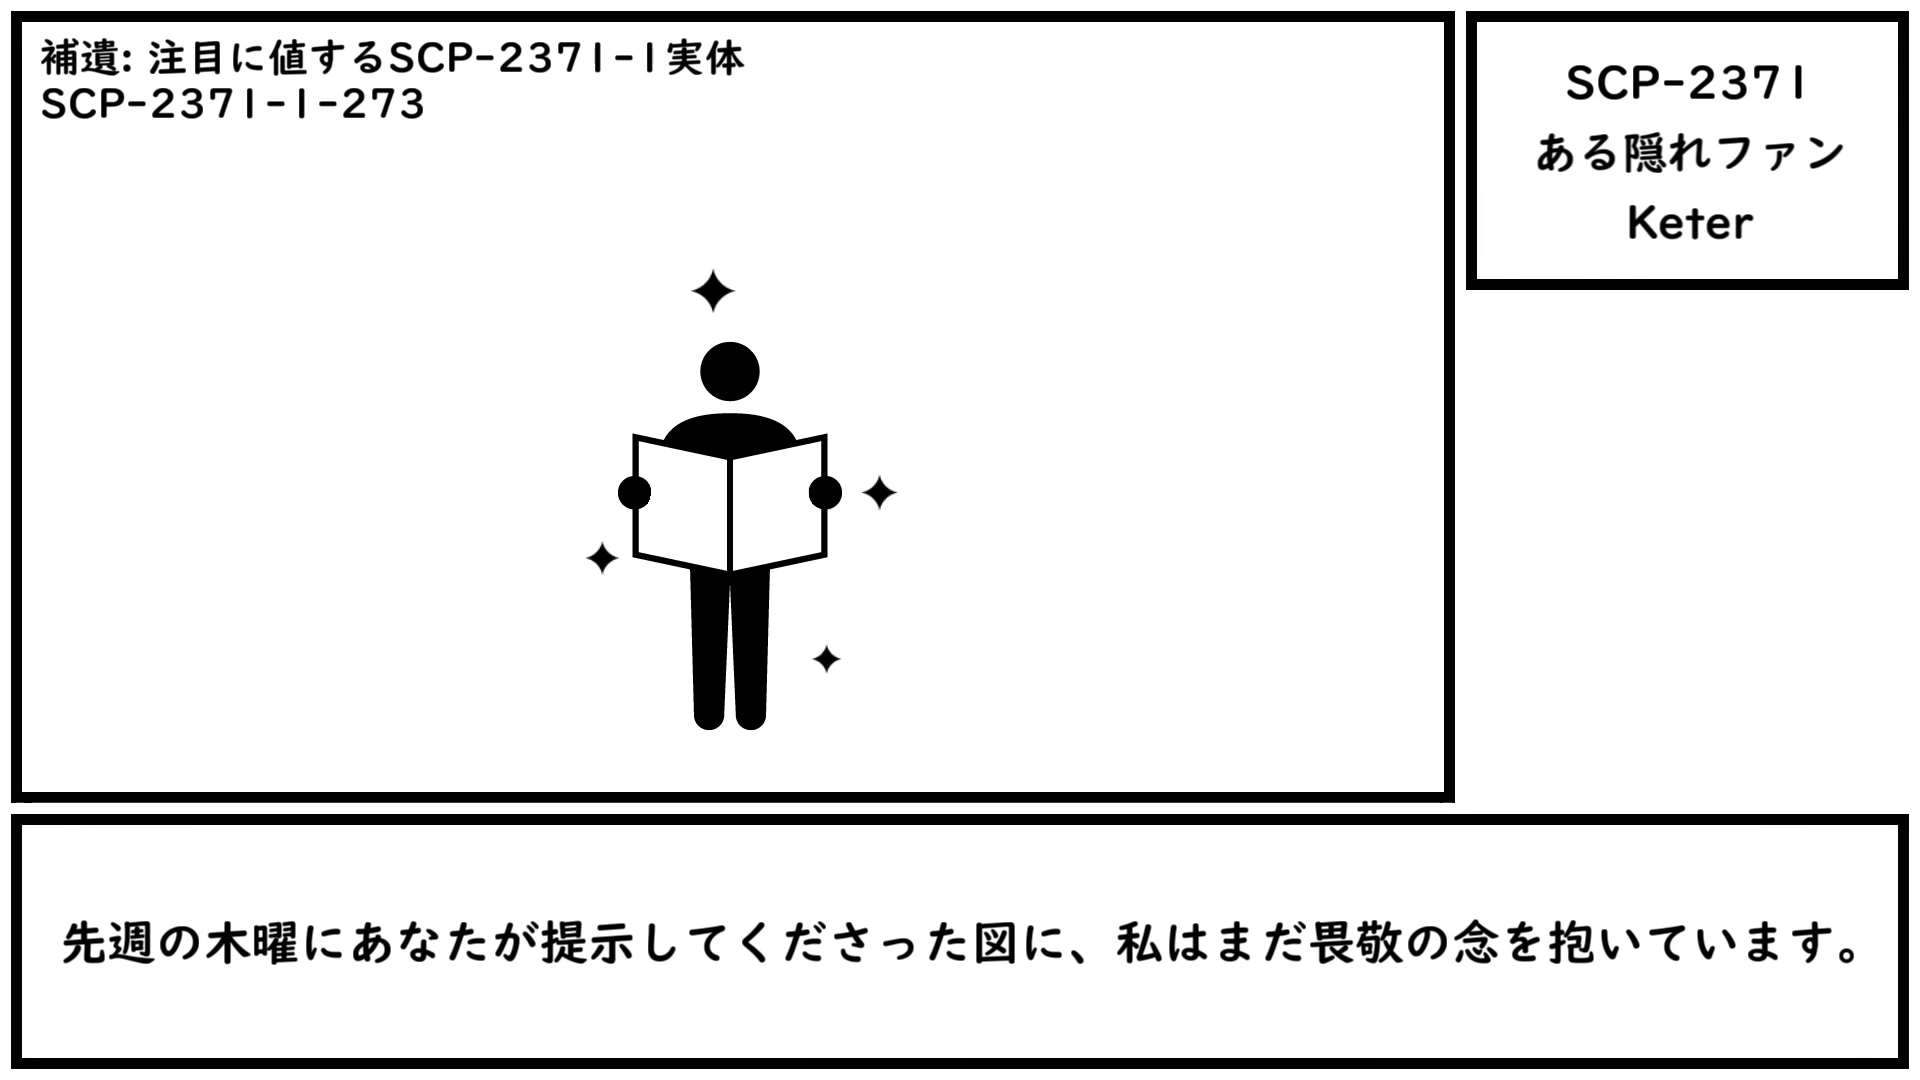 補遺: 注目に値するSCP-2371-1実体
SCP-2371-1-273
SCP-2371
ある隠れファン
Keter
先週の木曜にあなたが提示してくださった図に、私はまだ畏敬の念を抱いています。